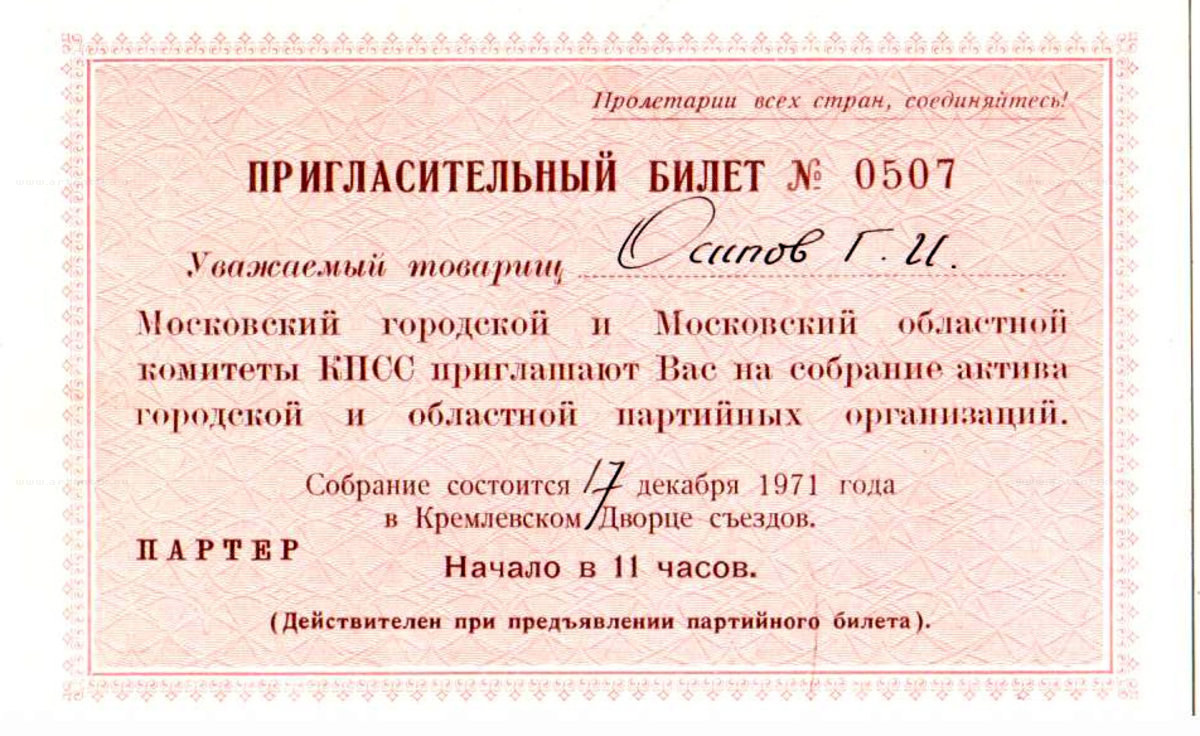 Пролетарии всех стран, соединяйтесь!
ПРИГЛАСИТЕЛЬНЫЙ БИЛЕТ № 0507
Уважаемый товарищ Осипов Г. И.
Московский городской и Московский областной
комитеты КПСС приглашают Вас на собрание актива
городской и областной партийных организаций.
Собрание состоится 17 декабря 1971 года
в Кремлевском Дворце съездов.
ПАРТЕР
Начало в 11 часов.
(Действителен при предъявлении партийного билета).